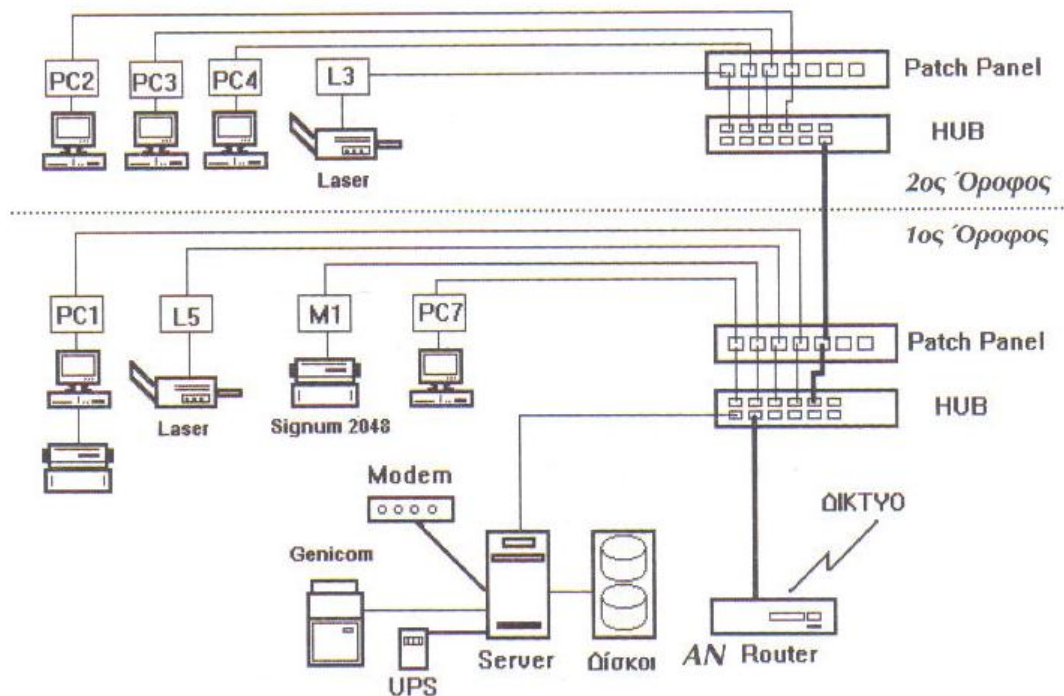 PC2
PC3
PC4
L3
Patch Panel
HUB
Laser
2ος Όροφος
1ος Όροφος
PC1
L5
M1
PC7
Patch Panel
HUB
Laser
Signum 2048
Modem
ΔΙΚΤΥΟ
Genicom
UPS
Server
Δίσκοι
AN Router